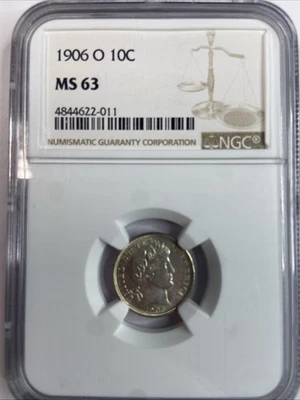 1906 O 10C
MS 63
4844622-011
NUMISMATIC GUARANTY CORPORATION
NGC®